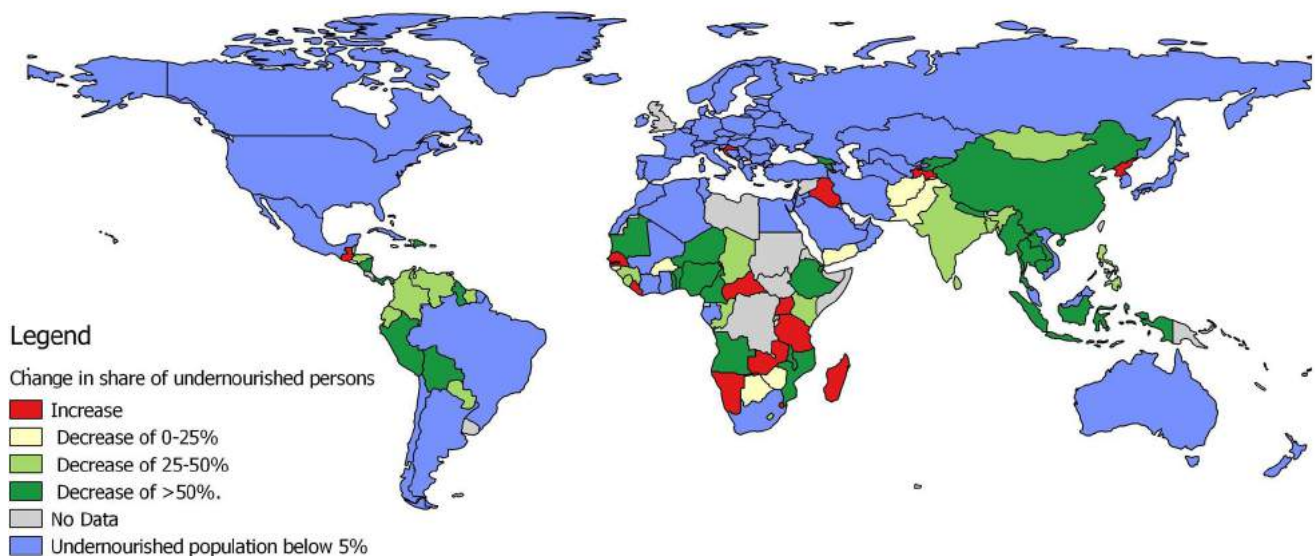 Legend
Change in share of undernourished persons
Increase
Decrease of 0-25%
Decrease of 25-50%
Decrease of >50%.
No Data
Undernourished population below 5%